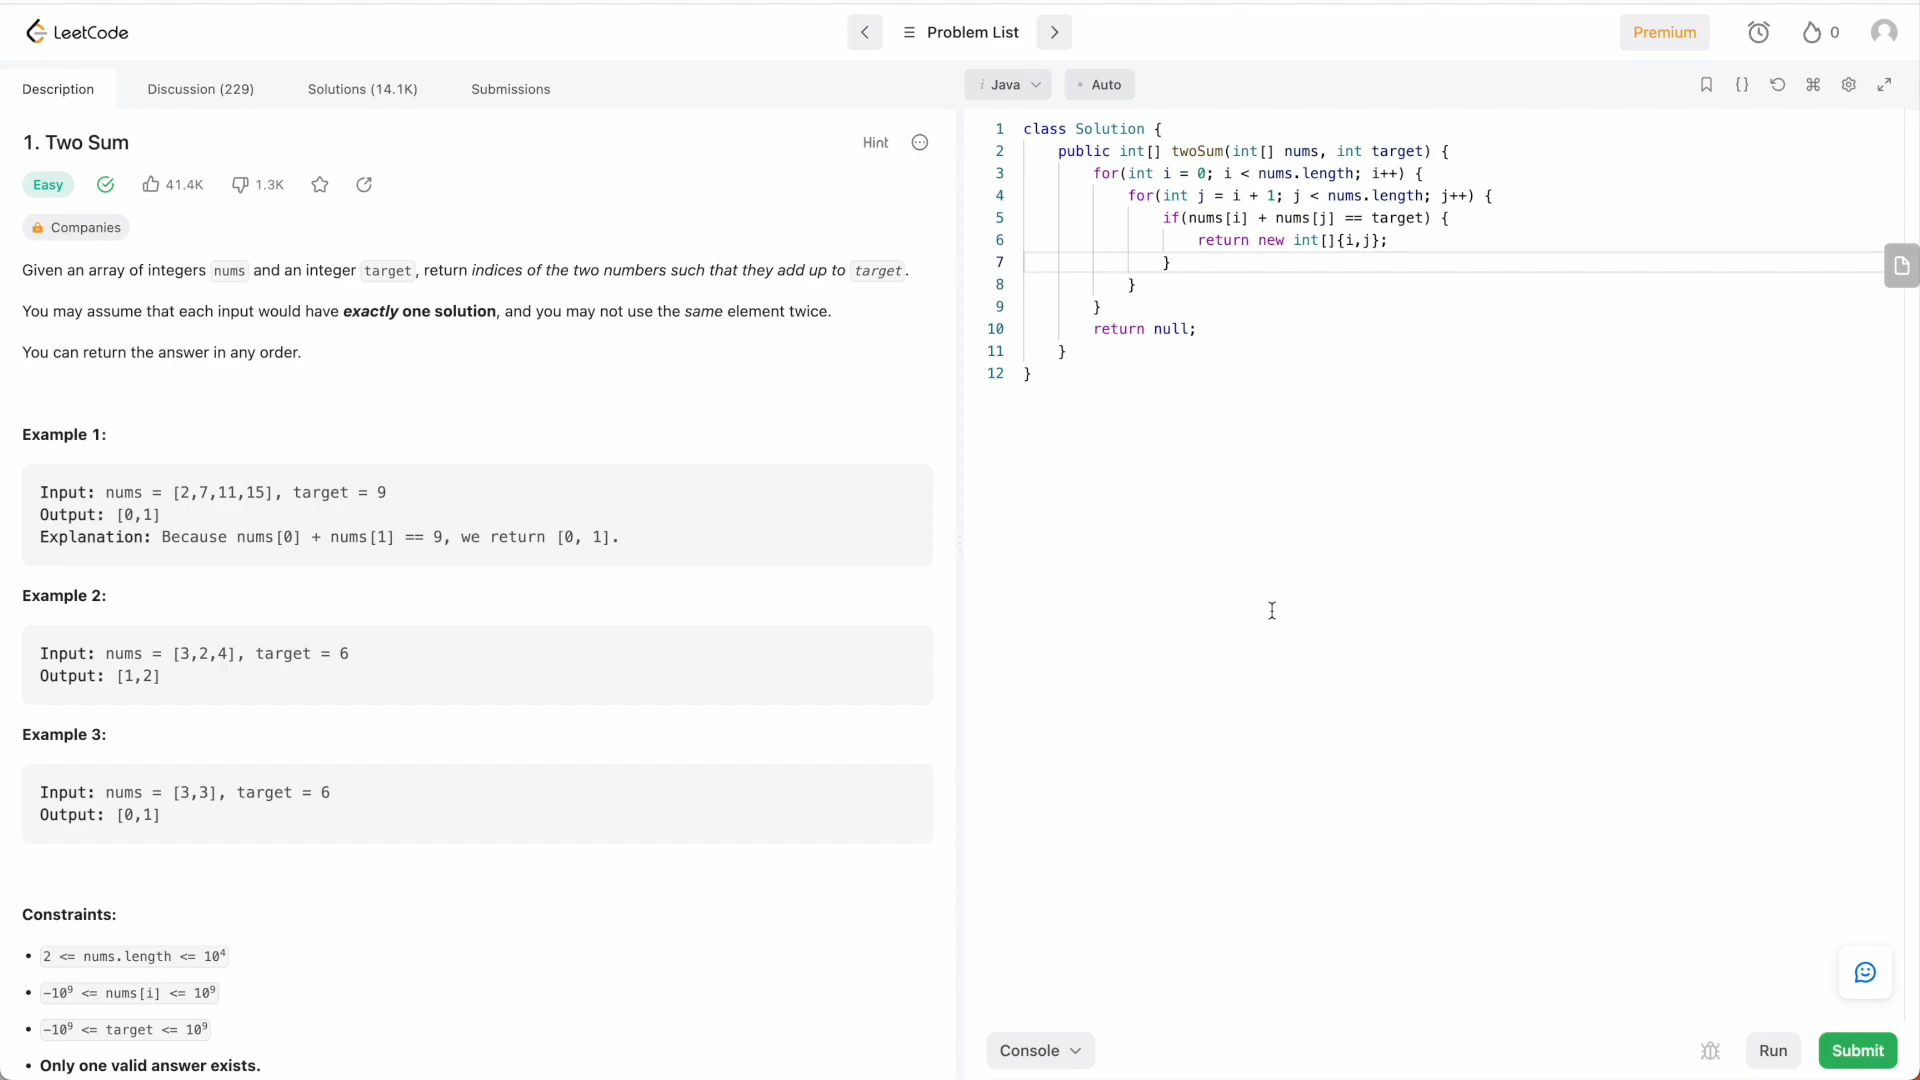 LeetCode
Problem List
Premium
0
Description
Discussion (229)
Solutions (14.1K)
Submissions
1. Two Sum
Hint
Easy
41.4K
1.3K
Companies
Given an array of integers nums and an integer target, return indices of the two numbers such that they add up to target.
You may assume that each input would have exactly one solution, and you may not use the same element twice.
You can return the answer in any order.
Example 1:
Input: nums = [2,7,11,15], target = 9
Output: [0,1]
Explanation: Because nums[0] + nums[1] == 9, we return [0, 1].
Example 2:
Input: nums = [3,2,4], target = 6
Output: [1,2]
Example 3:
Input: nums = [3,3], target = 6
Output: [0,1]
Constraints:
• 2 <= nums.length <= 10⁴
• -10⁹ <= nums[i] <= 10⁹
• -10⁹ <= target <= 10⁹
• Only one valid answer exists.
i Java
• Auto
1 class Solution {
2 public int[] twoSum(int[] nums, int target) {
3 for(int i = 0; i < nums.length; i++) {
4 for(int j = i + 1; j < nums.length; j++) {
5 if(nums[i] + nums[j] == target) {
6 return new int[]{i,j};
7 }
8 }
9 }
10 return null;
11 }
12 }
Console
Run
Submit